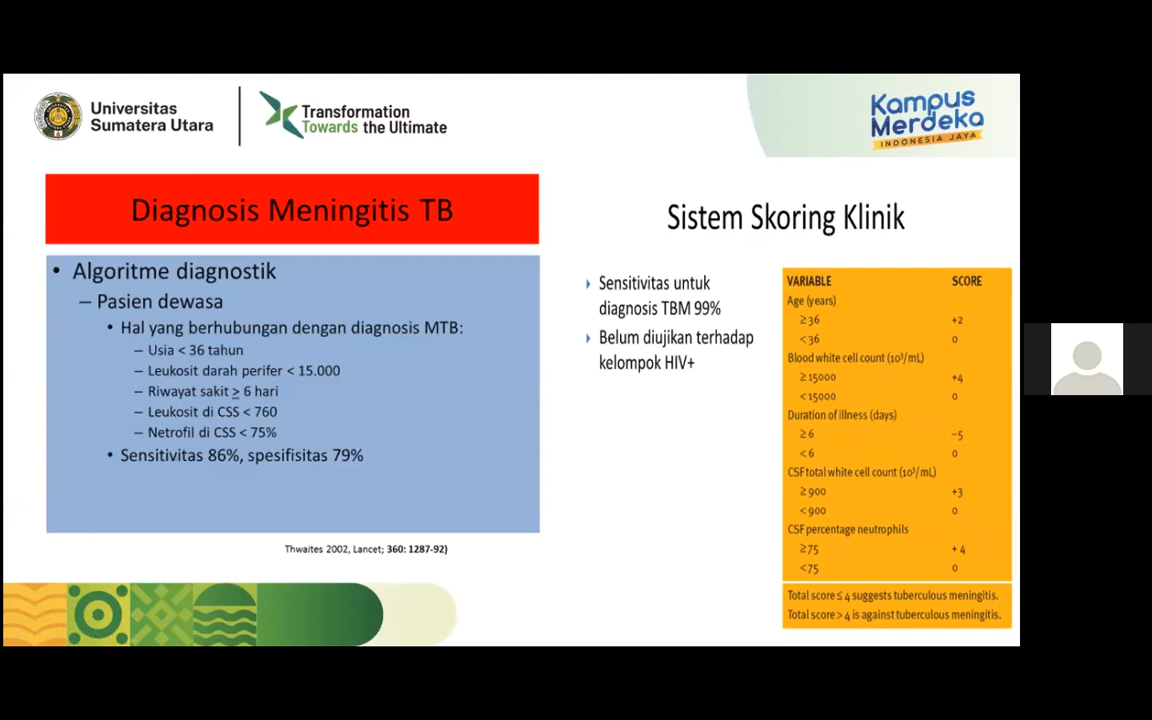 Universitas
Sumatera Utara
Transformation
Towards the Ultimate
Kampus
Merdeka
INDONESIA JAYA
Diagnosis Meningitis TB
• Algoritme diagnostik
– Pasien dewasa
• Hal yang berhubungan dengan diagnosis MTB:
– Usia < 36 tahun
– Leukosit darah perifer < 15.000
– Riwayat sakit ≥ 6 hari
– Leukosit di CSS < 760
– Netrofil di CSS < 75%
• Sensitivitas 86%, spesifisitas 79%
Thwaites 2002, Lancet; 360: 1287-92)
Sistem Skoring Klinik
Sensitivitas untuk
diagnosis TBM 99%
Belum diujikan terhadap
kelompok HIV+
VARIABLE SCORE
Age (years)
≥36 +2
<36 0
Blood white cell count (10³/mL)
≥15000 +4
<15000 0
Duration of illness (days)
≥6 –5
<6 0
CSF total white cell count (10³/mL)
≥900 +3
<900 0
CSF percentage neutrophils
≥75 +4
<75 0
Total score ≤ 4 suggests tuberculous meningitis.
Total score > 4 is against tuberculous meningitis.